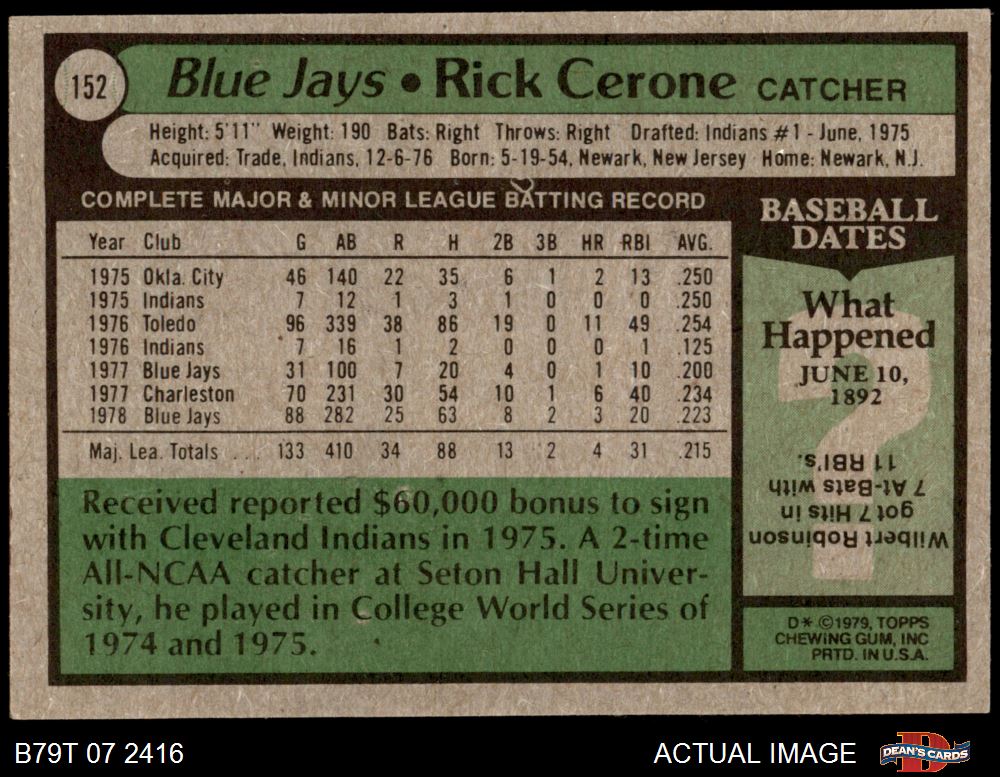 152
Blue Jays • Rick Cerone CATCHER
Height: 5'11" Weight: 190 Bats: Right Throws: Right Drafted: Indians #1 - June, 1975
Acquired: Trade, Indians, 12-6-76 Born: 5-19-54, Newark, New Jersey Home: Newark, N.J.
COMPLETE MAJOR & MINOR LEAGUE BATTING RECORD
Year Club G AB R H 2B 3B HR RBI AVG.
1975 Okla. City 46 140 22 35 6 1 2 13 .250
1975 Indians 7 12 1 3 1 0 0 0 .250
1976 Toledo 96 339 38 86 19 0 11 49 .254
1976 Indians 7 16 1 2 0 0 0 1 .125
1977 Blue Jays 31 100 7 20 4 0 1 10 .200
1977 Charleston 70 231 30 54 10 1 6 40 .234
1978 Blue Jays 88 282 25 63 8 2 3 20 .223
Maj. Lea. Totals ... 133 410 34 88 13 2 4 31 .215
Received reported $60,000 bonus to sign
with Cleveland Indians in 1975. A 2-time
All-NCAA catcher at Seton Hall Univer-
sity, he played in College World Series of
1974 and 1975.
BASEBALL
DATES
What
Happened
JUNE 10,
1892
?
Wilbert Robinson
got 7 Hits in
7 At-Bats with
11 RBI's.
D* ©1979, TOPPS
CHEWING GUM, INC
PRTD. IN U.S.A.
B79T 07 2416
ACTUAL IMAGE
D
DEAN'S CARDS